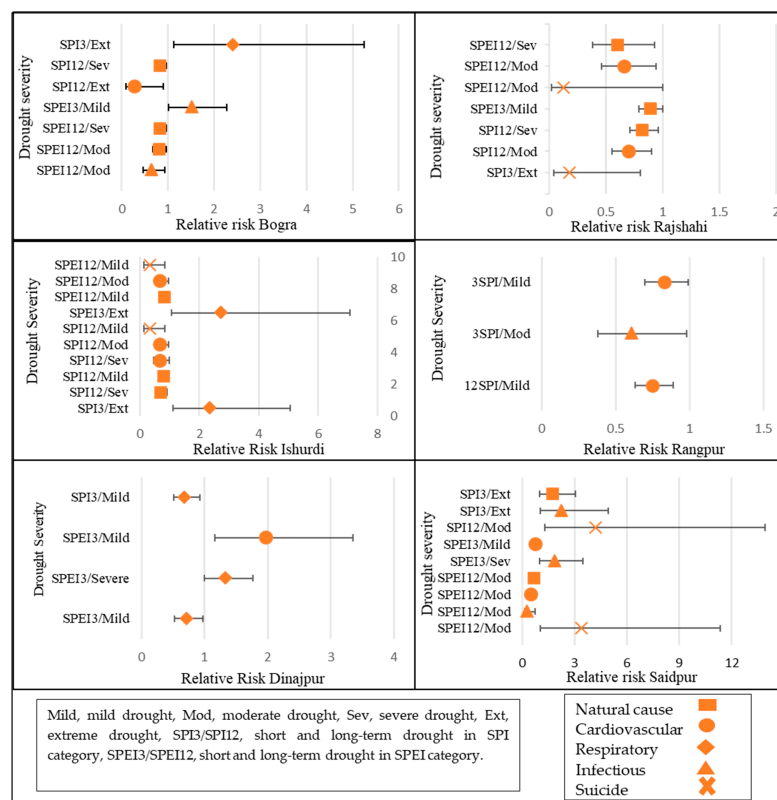 Drought severity
SPI3/Ext
SPI12/Sev
SPI12/Ext
SPEI3/Mild
SPEI12/Sev
SPEI12/Mod
SPEI12/Mod
0 1 2 3 4 5 6
Relative risk Bogra
Drought severity
SPEI12/Sev
SPEI12/Mod
SPEI12/Mod
SPEI3/Mild
SPI12/Sev
SPI12/Mod
SPI3/Ext
0 0.5 1 1.5 2
Relative risk Rajshahi
Drought Severity
SPEI12/Mild
SPEI12/Mod
SPEI12/Mild
SPEI3/Ext
SPI12/Mild
SPI12/Mod
SPI12/Sev
SPI12/Mild
SPI12/Sev
SPI3/Ext
10
8
6
4
2
0
0 2 4 6 8
Relative Risk Ishurdi
Drought Severity
3SPI/Mild
3SPI/Mod
12SPI/Mild
0 0.5 1 1.5
Relative Risk Rangpur
Drought Severity
SPI3/Mild
SPEI3/Mild
SPEI3/Severe
SPEI3/Mild
0 1 2 3 4
Relative Risk Dinajpur
Drought severity
SPI3/Ext
SPI3/Ext
SPI12/Mod
SPEI3/Mild
SPEI3/Sev
SPEI12/Mod
SPEI12/Mod
SPEI12/Mod
SPEI12/Mod
0 3 6 9 12
Relative risk Saidpur
Mild, mild drought, Mod, moderate drought, Sev, severe drought, Ext,
extreme drought, SPI3/SPI12, short and long-term drought in SPI
category, SPEI3/SPEI12, short and long-term drought in SPEI category.
Natural cause
Cardiovascular
Respiratory
Infectious
Suicide